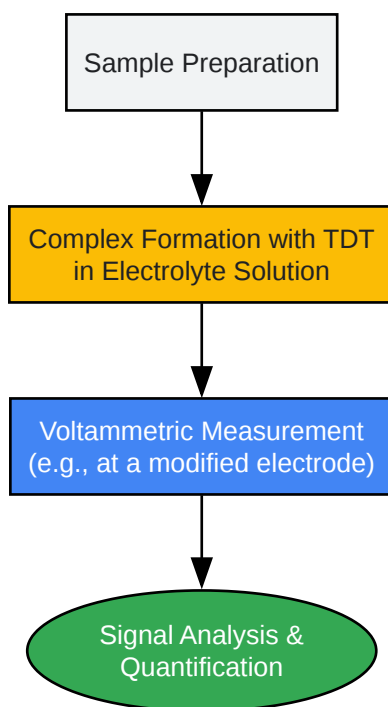 Sample Preparation
Complex Formation with TDT
in Electrolyte Solution
Voltammetric Measurement
(e.g., at a modified electrode)
Signal Analysis &
Quantification